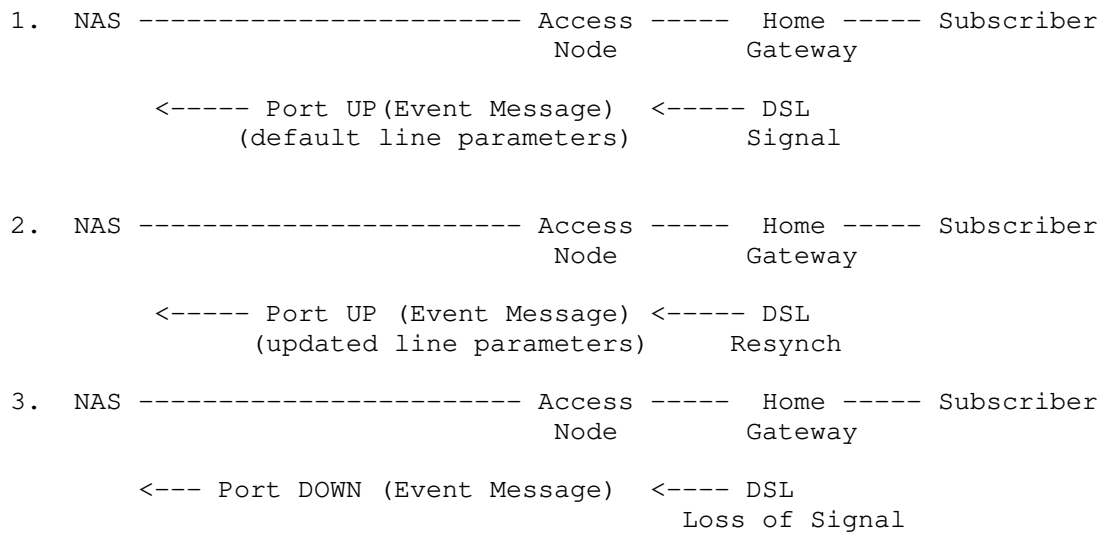 1.  NAS ------------------------ Access -----  Home ----- Subscriber
                                  Node        Gateway
         <----- Port UP(Event Message)  <----- DSL
              (default line parameters)       Signal
2.  NAS ------------------------ Access -----  Home ----- Subscriber
                                  Node        Gateway
         <----- Port UP (Event Message) <----- DSL
               (updated line parameters)     Resynch
3.  NAS ------------------------ Access -----  Home ----- Subscriber
                                  Node        Gateway
        <--- Port DOWN (Event Message)  <---- DSL
                                          Loss of Signal